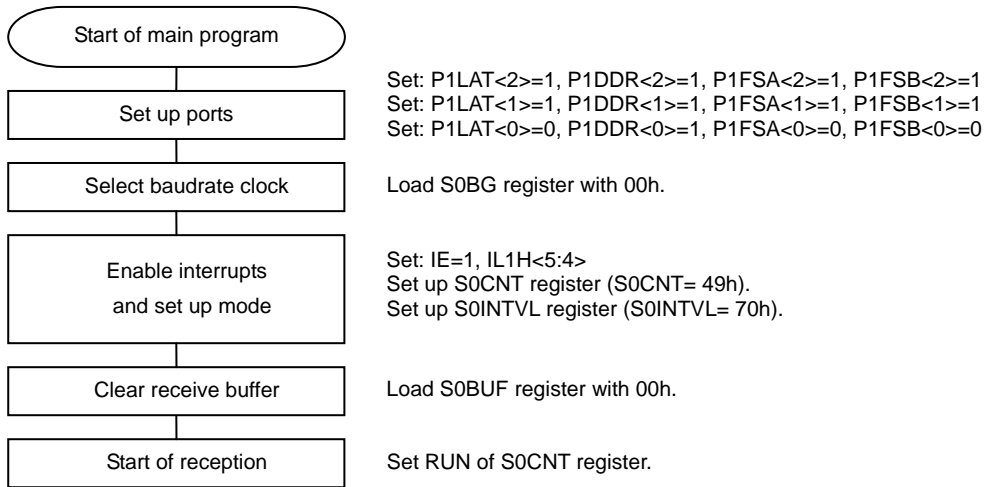 Start of main program
Set up ports
Set: P1LAT<2>=1, P1DDR<2>=1, P1FSA<2>=1, P1FSB<2>=1
Set: P1LAT<1>=1, P1DDR<1>=1, P1FSA<1>=1, P1FSB<1>=1
Set: P1LAT<0>=0, P1DDR<0>=1, P1FSA<0>=0, P1FSB<0>=0
Select baudrate clock
Load S0BG register with 00h.
Enable interrupts
and set up mode
Set: IE=1, IL1H<5:4>
Set up S0CNT register (S0CNT= 49h).
Set up S0INTVL register (S0INTVL= 70h).
Clear receive buffer
Load S0BUF register with 00h.
Start of reception
Set RUN of S0CNT register.